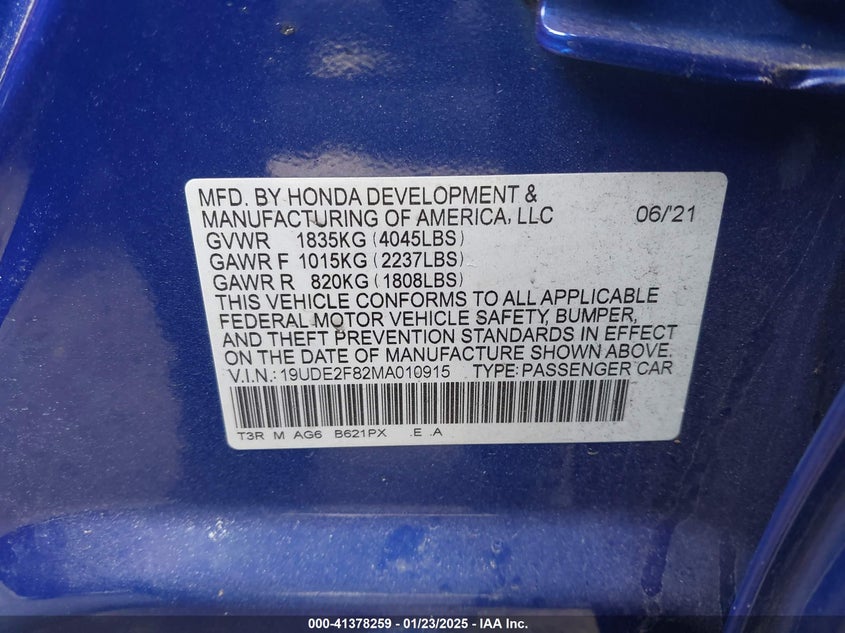 MFD. BY HONDA DEVELOPMENT &
MANUFACTURING OF AMERICA, LLC 06/'21
GVWR 1835KG (4045LBS)
GAWR F 1015KG (2237LBS)
GAWR R 820KG (1808LBS)
THIS VEHICLE CONFORMS TO ALL APPLICABLE
FEDERAL MOTOR VEHICLE SAFETY, BUMPER,
AND THEFT PREVENTION STANDARDS IN EFFECT
ON THE DATE OF MANUFACTURE SHOWN ABOVE.
V.I.N.: 19UDE2F82MA010915 TYPE: PASSENGER CAR
T3R M AG6 B621PX .E .A
000-41378259 - 01/23/2025 - IAA Inc.